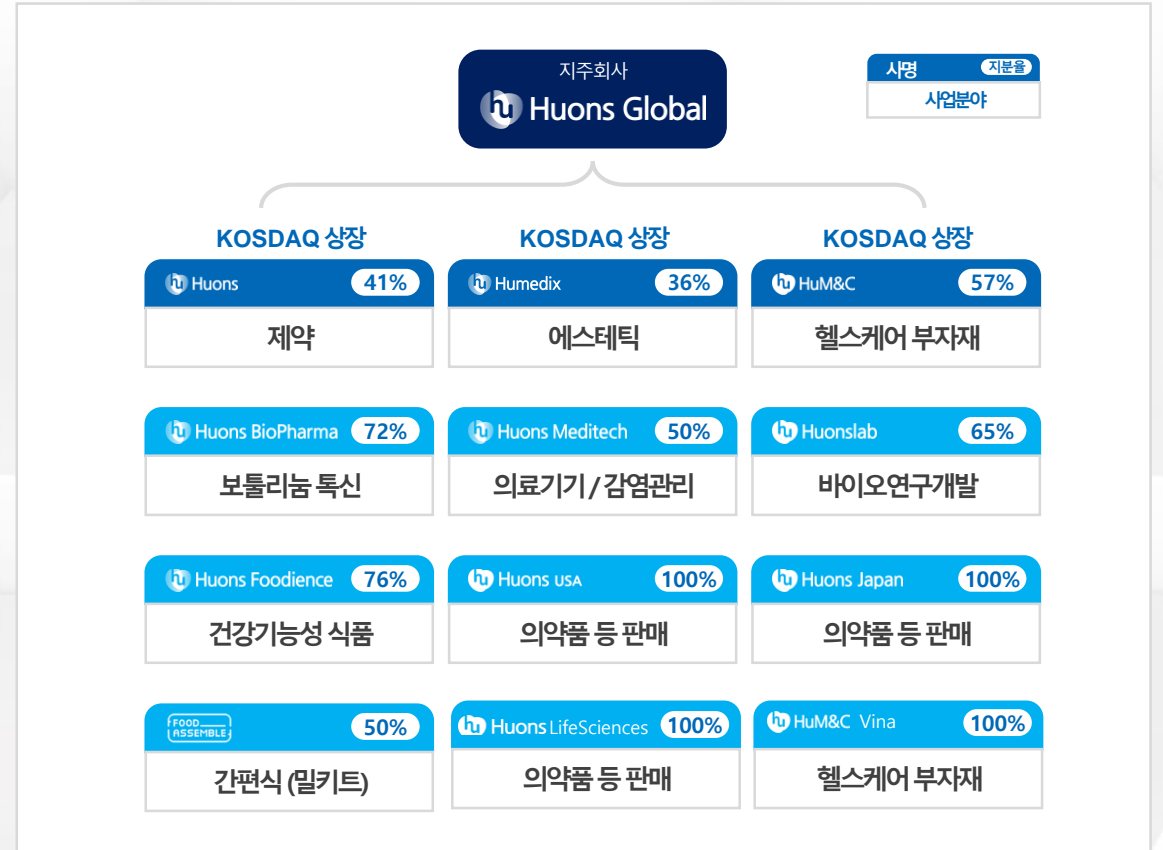 지주회사
Huons Global
사명 지분율
사업분야
KOSDAQ 상장 KOSDAQ 상장 KOSDAQ 상장
Huons 41% Humedix 36% HuM&C 57%
제약 에스테틱 헬스케어 부자재
Huons BioPharma 72% Huons Meditech 50% Huonslab 65%
보툴리눔 톡신 의료기기 / 감염관리 바이오연구개발
Huons Foodience 76% Huons USA 100% Huons Japan 100%
건강기능성 식품 의약품 등 판매 의약품 등 판매
FOOD ASSEMBLE 50% Huons LifeSciences 100% HuM&C Vina 100%
간편식 (밀키트) 의약품 등 판매 헬스케어 부자재